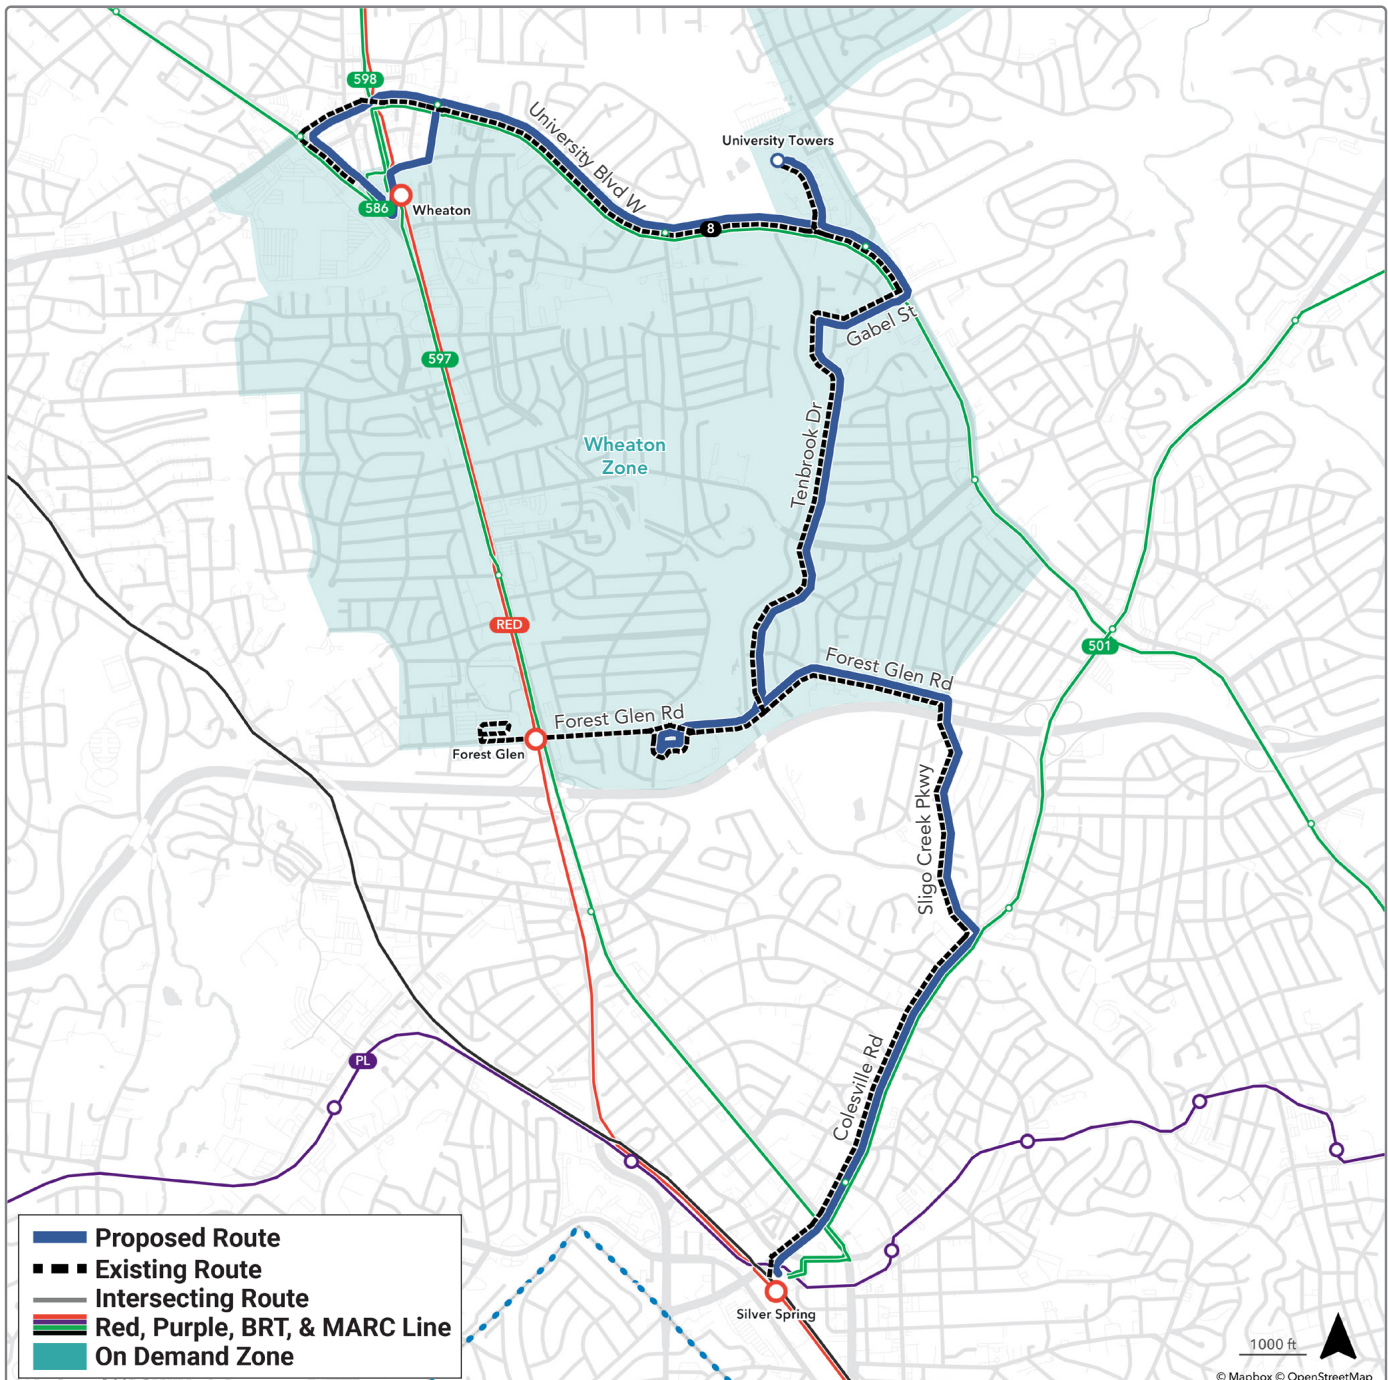 598
University Blvd W
University Towers
586
Wheaton
8
Gabel St
597
Tenbrook Dr
Wheaton
Zone
RED
501
Forest Glen Rd
Forest Glen Rd
Forest Glen
Sligo Creek Pkwy
Colesville Rd
PL
Silver Spring
Proposed Route
Existing Route
Intersecting Route
Red, Purple, BRT, & MARC Line
On Demand Zone
1000 ft
© Mapbox © OpenStreetMap